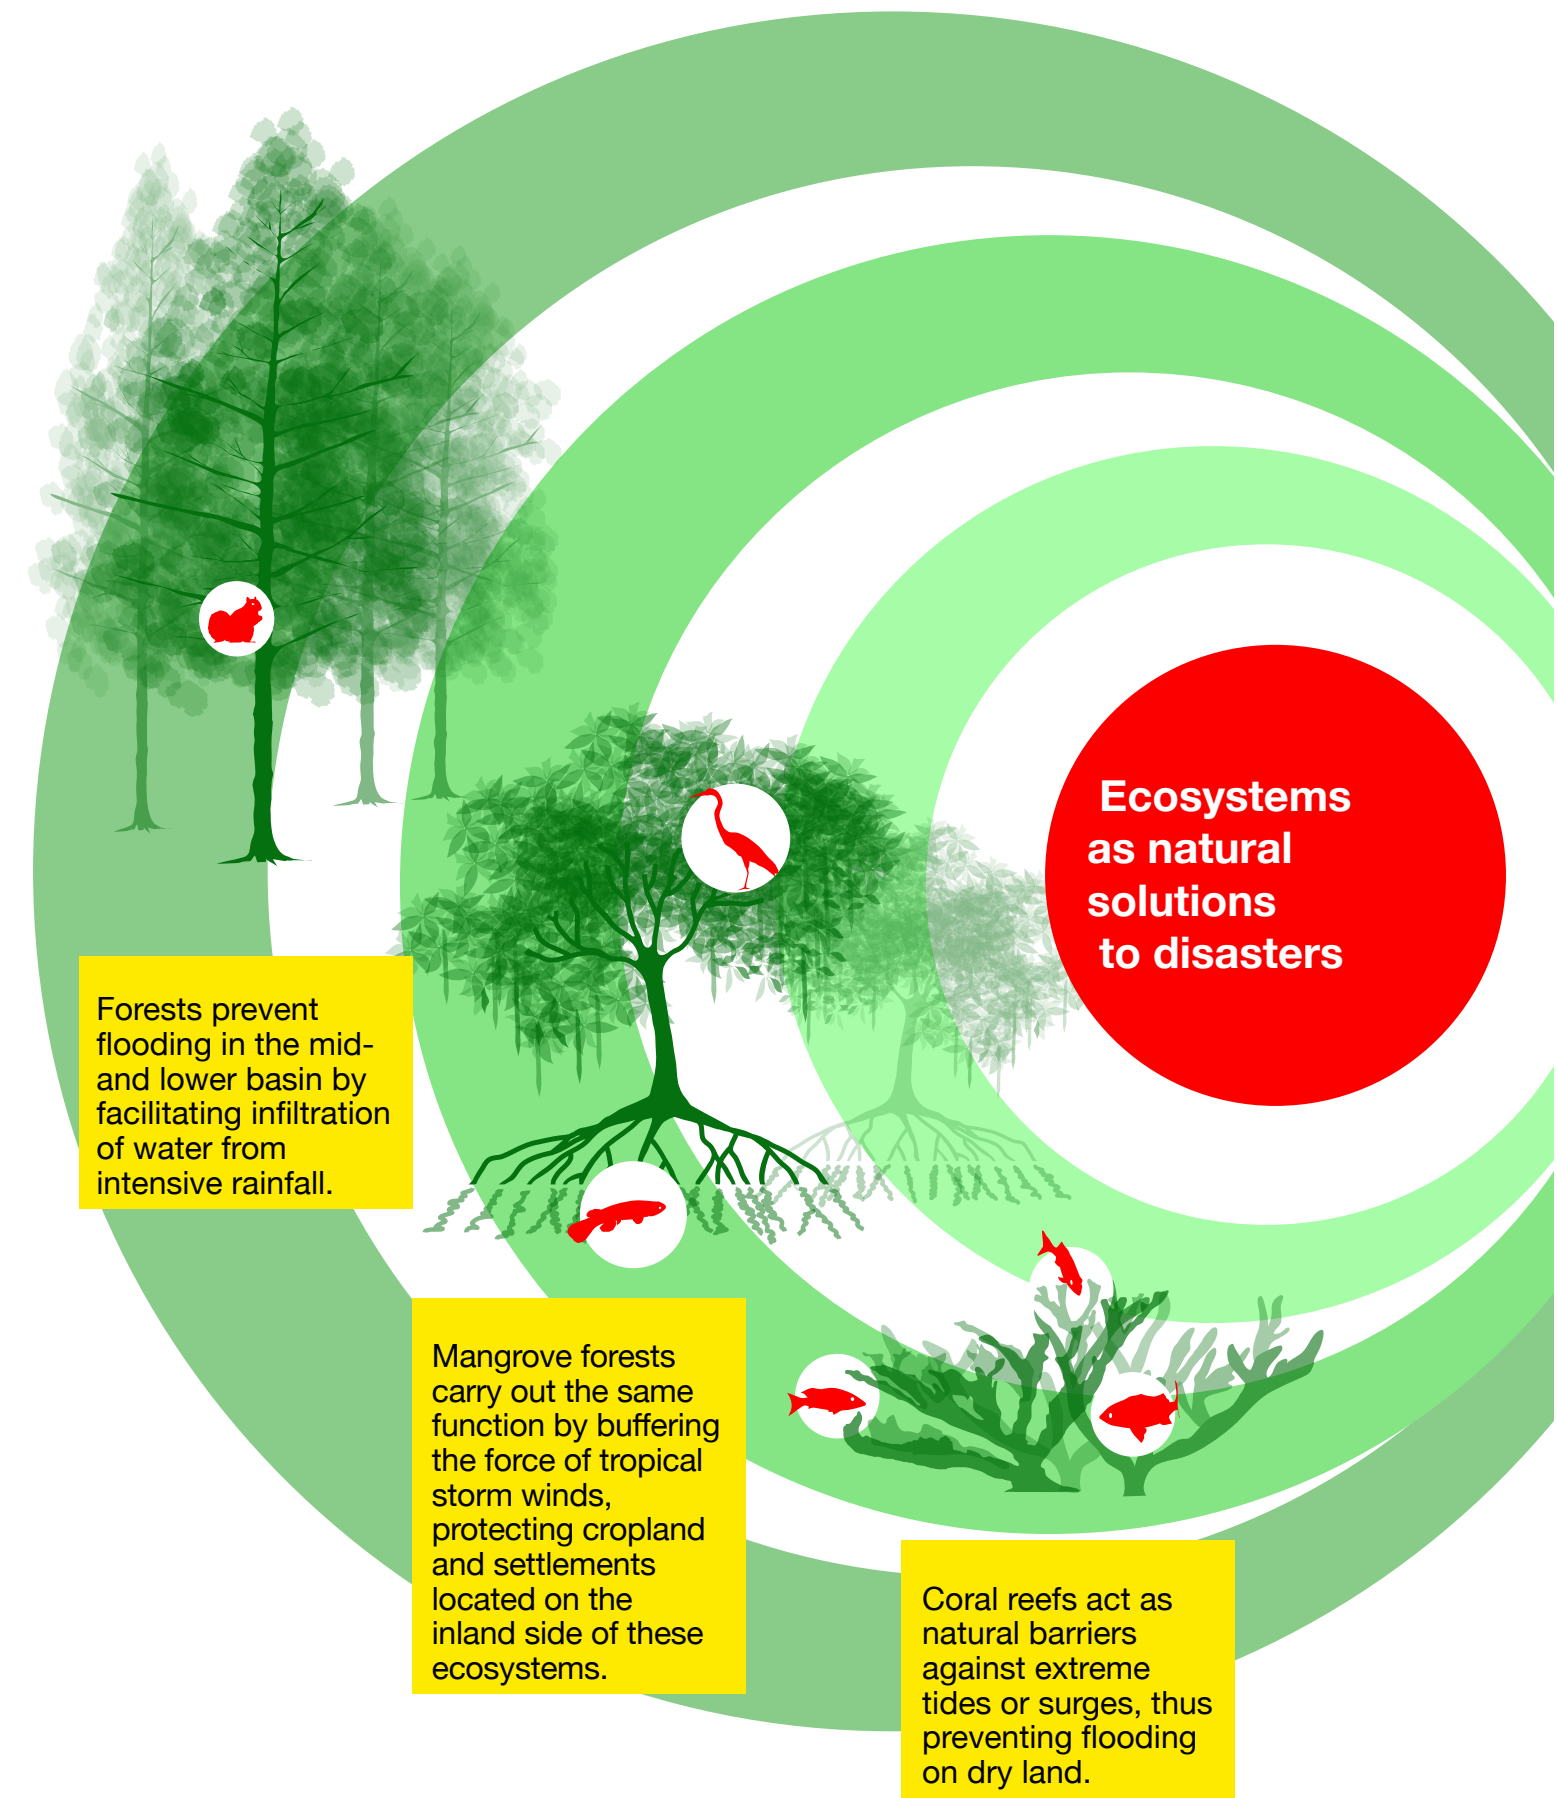 Ecosystems
as natural
solutions
to disasters
Forests prevent
flooding in the mid-
and lower basin by
facilitating infiltration
of water from
intensive rainfall.
Mangrove forests
carry out the same
function by buffering
the force of tropical
storm winds,
protecting cropland
and settlements
located on the
inland side of these
ecosystems.
Coral reefs act as
natural barriers
against extreme
tides or surges, thus
preventing flooding
on dry land.